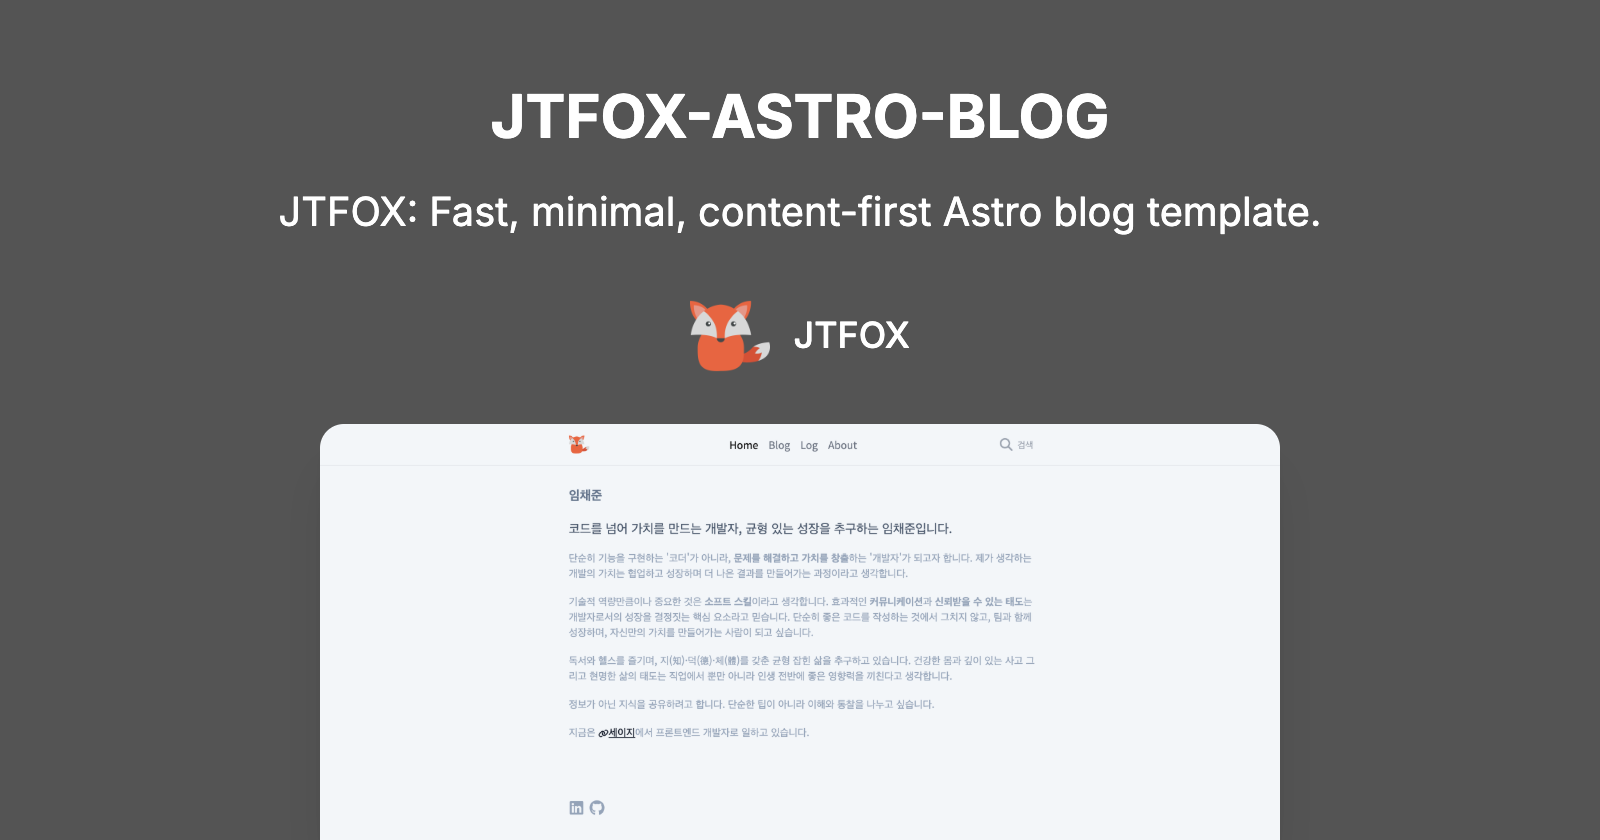 JTFOX-ASTRO-BLOG
JTFOX: Fast, minimal, content-first Astro blog template.
JTFOX
Home Blog Log About 검색
임채준
코드를 넘어 가치를 만드는 개발자, 균형 있는 성장을 추구하는 임채준입니다.
단순히 기능을 구현하는 '코더'가 아니라, 문제를 해결하고 가치를 창출하는 '개발자'가 되고자 합니다. 제가 생각하는
개발의 가치는 협업하고 성장하며 더 나은 결과를 만들어가는 과정이라고 생각합니다.
기술적 역량만큼이나 중요한 것은 소프트 스킬이라고 생각합니다. 효과적인 커뮤니케이션과 신뢰받을 수 있는 태도는
개발자로서의 성장을 결정짓는 핵심 요소라고 믿습니다. 단순히 좋은 코드를 작성하는 것에서 그치지 않고, 팀과 함께
성장하며, 자신만의 가치를 만들어가는 사람이 되고 싶습니다.
독서와 헬스를 즐기며, 지(知)·덕(德)·체(體)를 갖춘 균형 잡힌 삶을 추구하고 있습니다. 건강한 몸과 깊이 있는 사고 그
리고 현명한 삶의 태도는 직업에서 뿐만 아니라 인생 전반에 좋은 영향력을 끼친다고 생각합니다.
정보가 아닌 지식을 공유하려고 합니다. 단순한 팁이 아니라 이해와 통찰을 나누고 싶습니다.
지금은 세이지에서 프론트엔드 개발자로 일하고 있습니다.